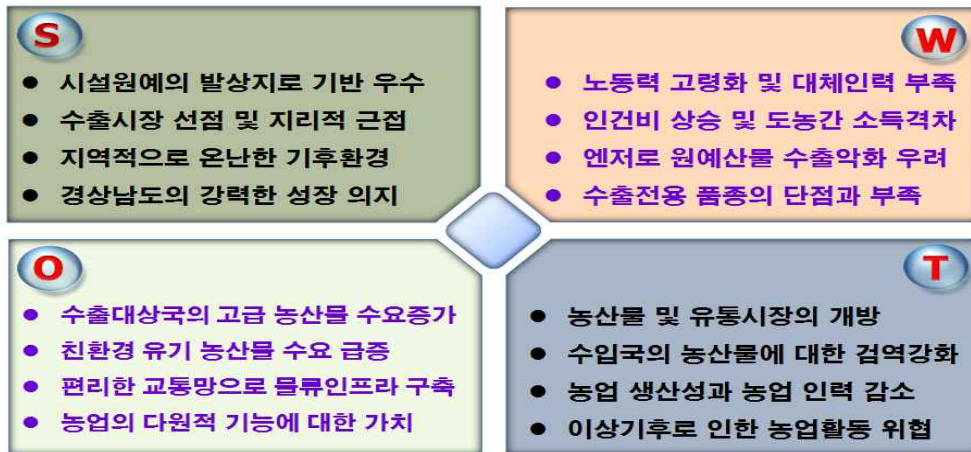 S
● 시설원예의 발상지로 기반 우수
● 수출시장 선점 및 지리적 근접
● 지역적으로 온난한 기후환경
● 경상남도의 강력한 성장 의지
W
● 노동력 고령화 및 대체인력 부족
● 인건비 상승 및 도농간 소득격차
● 엔저로 원예산물 수출악화 우려
● 수출전용 품종의 단점과 부족
O
● 수출대상국의 고급 농산물 수요증가
● 친환경 유기 농산물 수요 급증
● 편리한 교통망으로 물류인프라 구축
● 농업의 다원적 기능에 대한 가치
T
● 농산물 및 유통시장의 개방
● 수입국의 농산물에 대한 검역강화
● 농업 생산성과 농업 인력 감소
● 이상기후로 인한 농업활동 위협